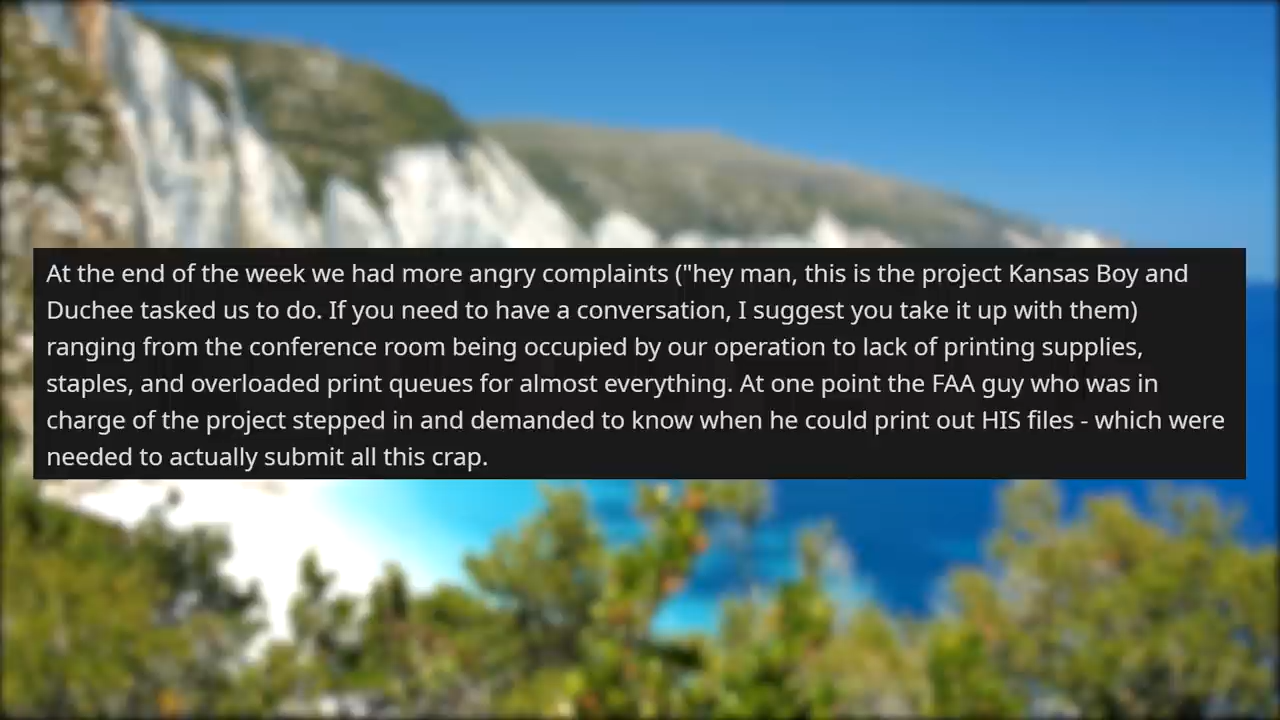 At the end of the week we had more angry complaints ("hey man, this is the project Kansas Boy and
Duchee tasked us to do. If you need to have a conversation, I suggest you take it up with them)
ranging from the conference room being occupied by our operation to lack of printing supplies,
staples, and overloaded print queues for almost everything. At one point the FAA guy who was in
charge of the project stepped in and demanded to know when he could print out HIS files - which were
needed to actually submit all this crap.